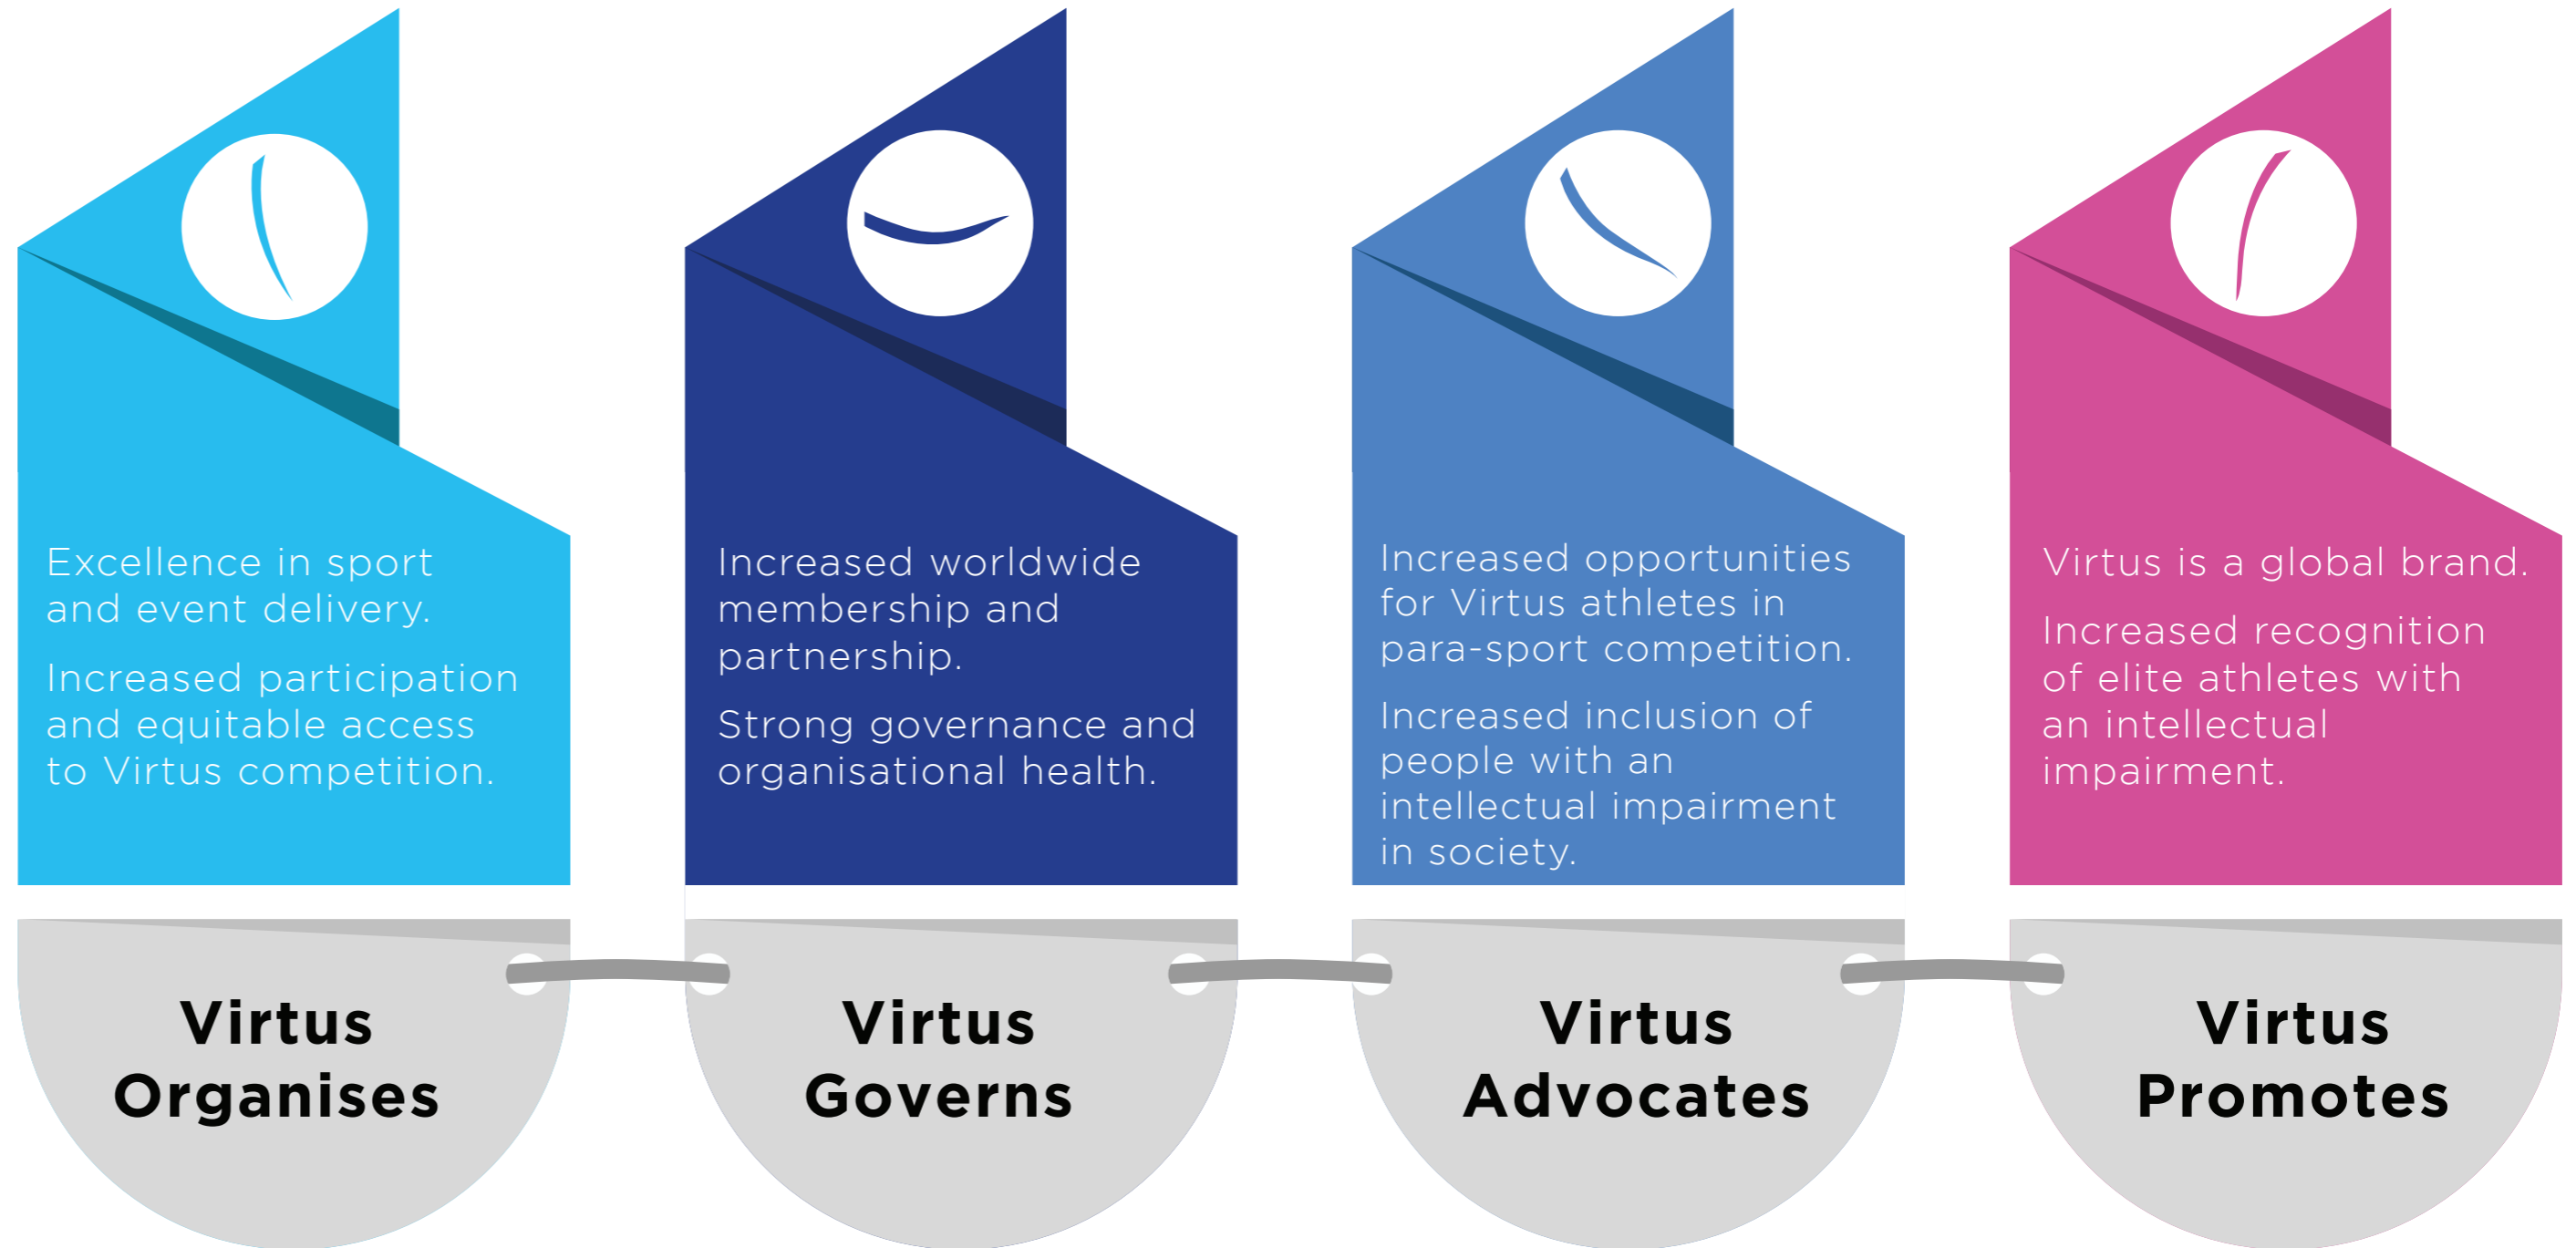 Excellence in sport
and event delivery.
Increased participation
and equitable access
to Virtus competition.
Virtus
Organises
Increased worldwide
membership and
partnership.
Strong governance and
organisational health.
Virtus
Governs
Increased opportunities
for Virtus athletes in
para-sport competition.
Increased inclusion of
people with an
intellectual impairment
in society.
Virtus
Advocates
Virtus is a global brand.
Increased recognition
of elite athletes with
an intellectual
impairment.
Virtus
Promotes